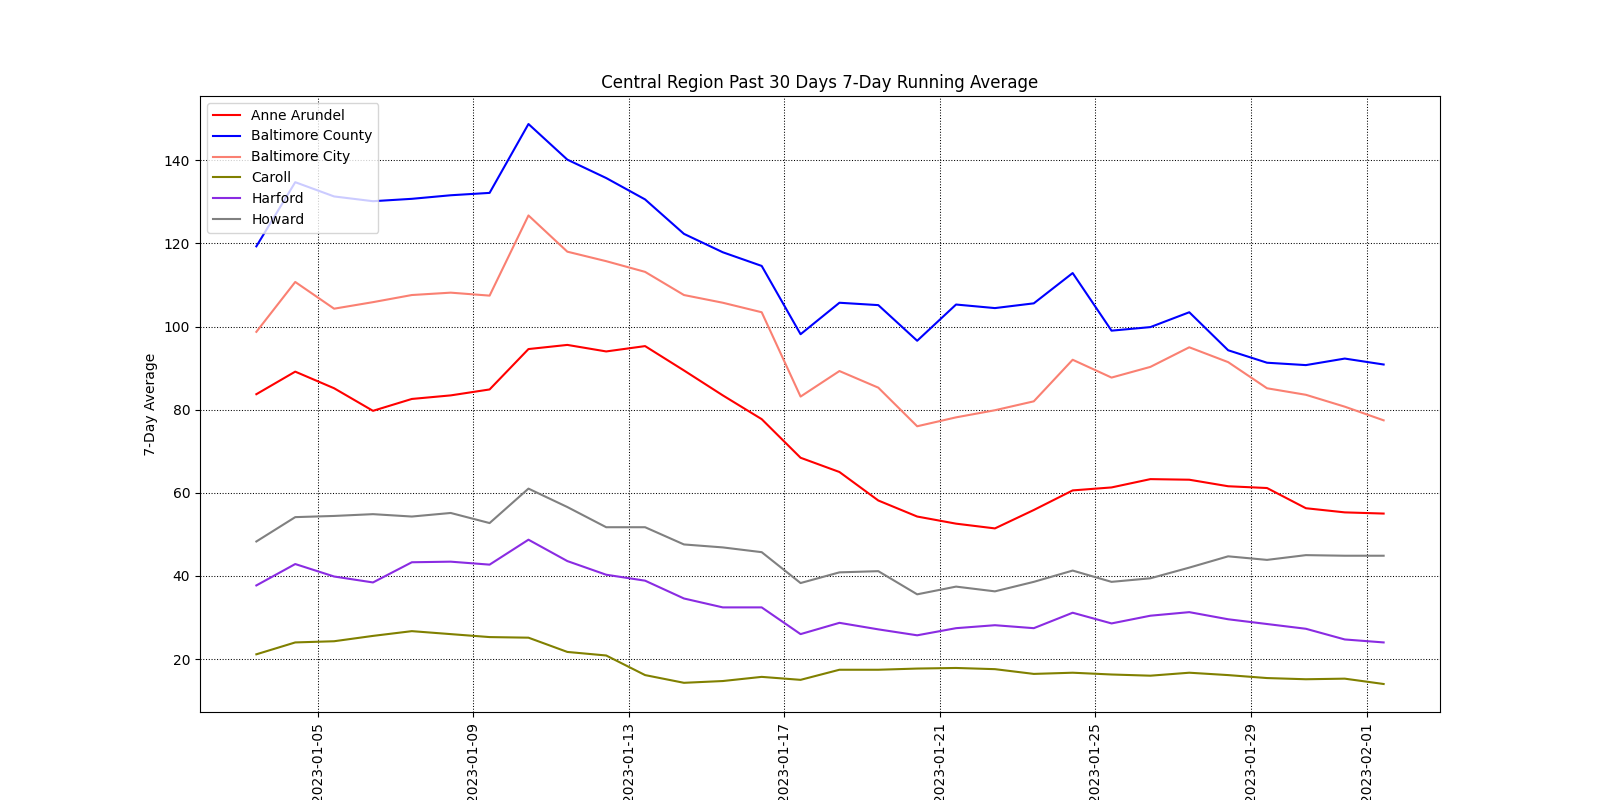 Central Region Past 30 Days 7-Day Running Average
Anne Arundel
Baltimore County
Baltimore City
Caroll
Harford
Howard
7-Day Average
140
120
100
80
60
40
20
2023-01-05
2023-01-09
2023-01-13
2023-01-17
2023-01-21
2023-01-25
2023-01-29
2023-02-01